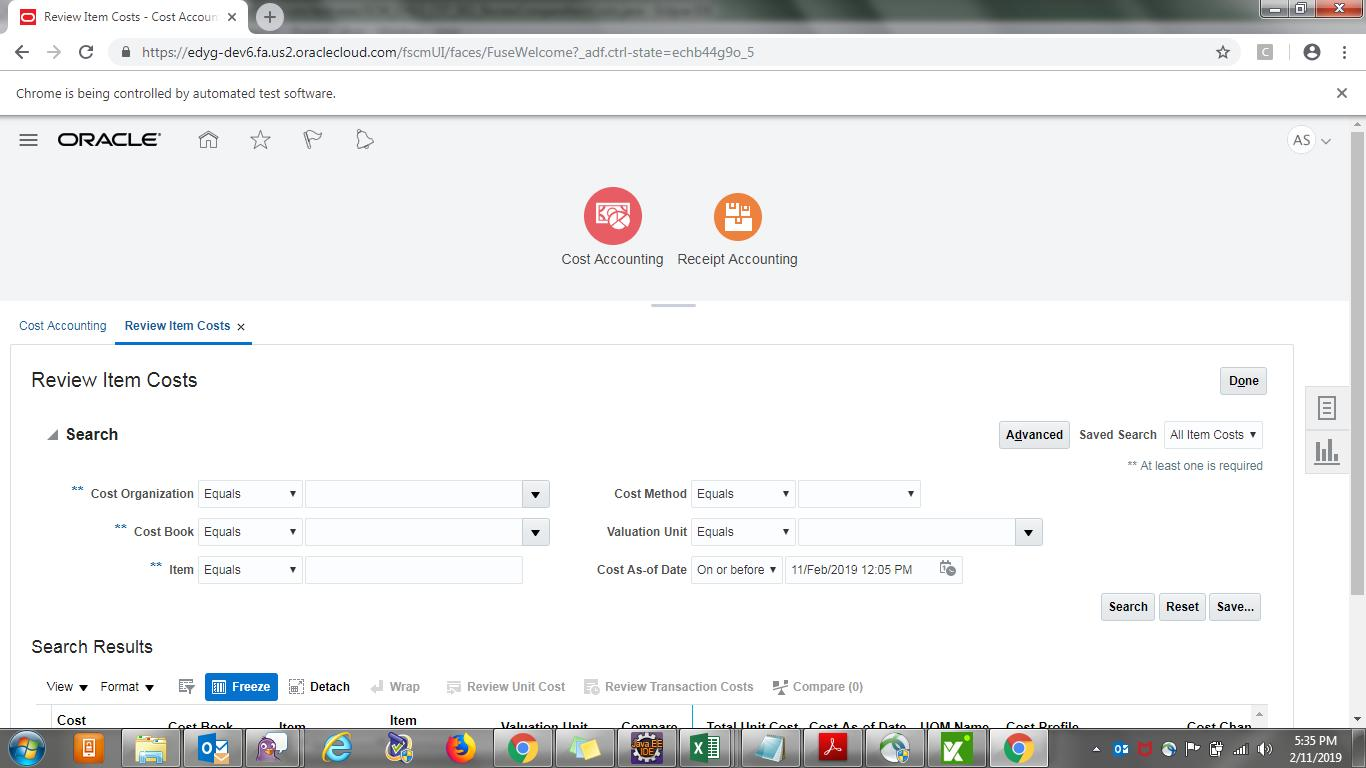 Review Item Costs - Cost Accoun
https://edyg-dev6.fa.us2.oraclecloud.com/fscmUI/faces/FuseWelcome?_adf.ctrl-state=echb44g9o_5
C
Chrome is being controlled by automated test software.
ORACLE
AS
Cost Accounting Receipt Accounting
Cost Accounting Review Item Costs
Review Item Costs Done
Search Advanced Saved Search All Item Costs
** At least one is required
** Cost Organization Equals Cost Method Equals
** Cost Book Equals Valuation Unit Equals
** Item Equals Cost As-of Date On or before 11/Feb/2019 12:05 PM
Search Reset Save...
Search Results
View Format Freeze Detach Wrap Review Unit Cost Review Transaction Costs Compare (0)
Cost Cost Book Item Item Valuation Unit Compare Total Unit Cost Cost As of Date UOM Name Cost Profile Cost Chan
Java EE IDE
5:35 PM
2/11/2019